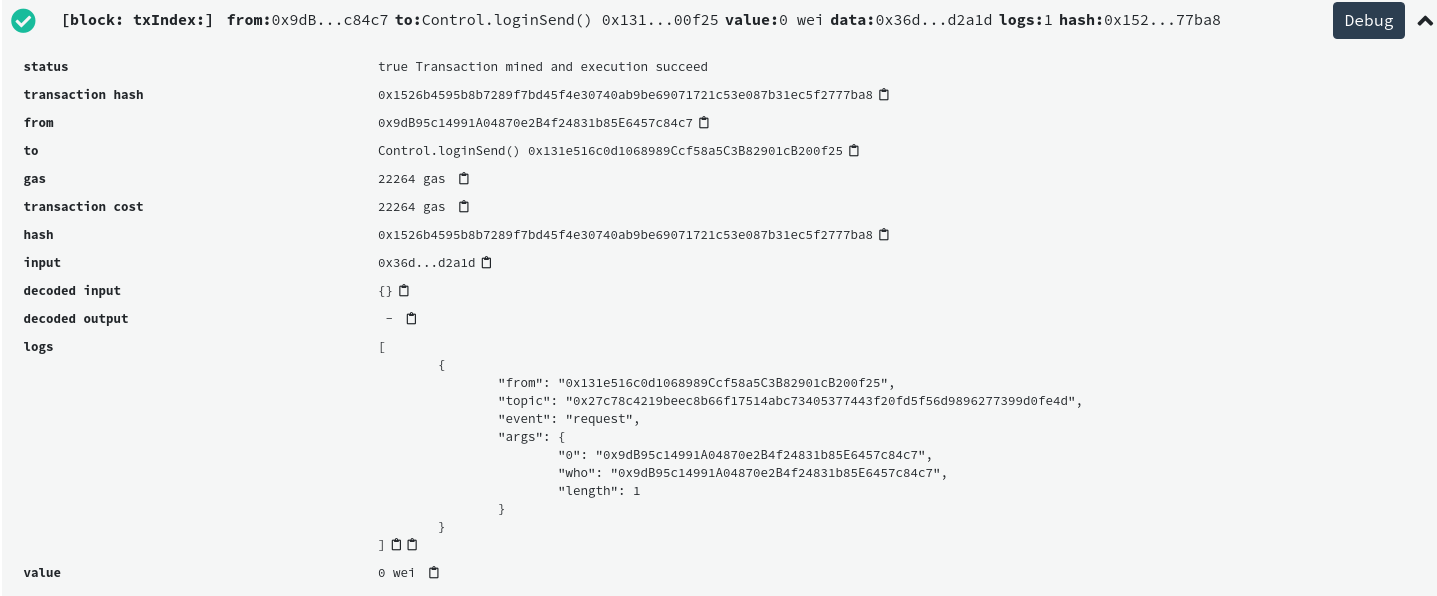 [block: txIndex:] from:0x9dB...c84c7 to:Control.loginSend() 0x131...00f25 value:0 wei data:0x36d...d2a1d logs:1 hash:0x152...77ba8 Debug
status true Transaction mined and execution succeed
transaction hash 0x1526b4595b8b7289f7bd45f4e30740ab9be69071721c53e087b31ec5f2777ba8
from 0x9dB95c14991A04870e2B4f24831b85E6457c84c7
to Control.loginSend() 0x131e516c0d1068989Ccf58a5C3B82901cB200f25
gas 22264 gas
transaction cost 22264 gas
hash 0x1526b4595b8b7289f7bd45f4e30740ab9be69071721c53e087b31ec5f2777ba8
input 0x36d...d2a1d
decoded input {}
decoded output -
logs [
{
"from": "0x131e516c0d1068989Ccf58a5C3B82901cB200f25",
"topic": "0x27c78c4219beec8b66f17514abc73405377443f20fd5f56d9896277399d0fe4d",
"event": "request",
"args": {
"0": "0x9dB95c14991A04870e2B4f24831b85E6457c84c7",
"who": "0x9dB95c14991A04870e2B4f24831b85E6457c84c7",
"length": 1
}
}
]
value 0 wei